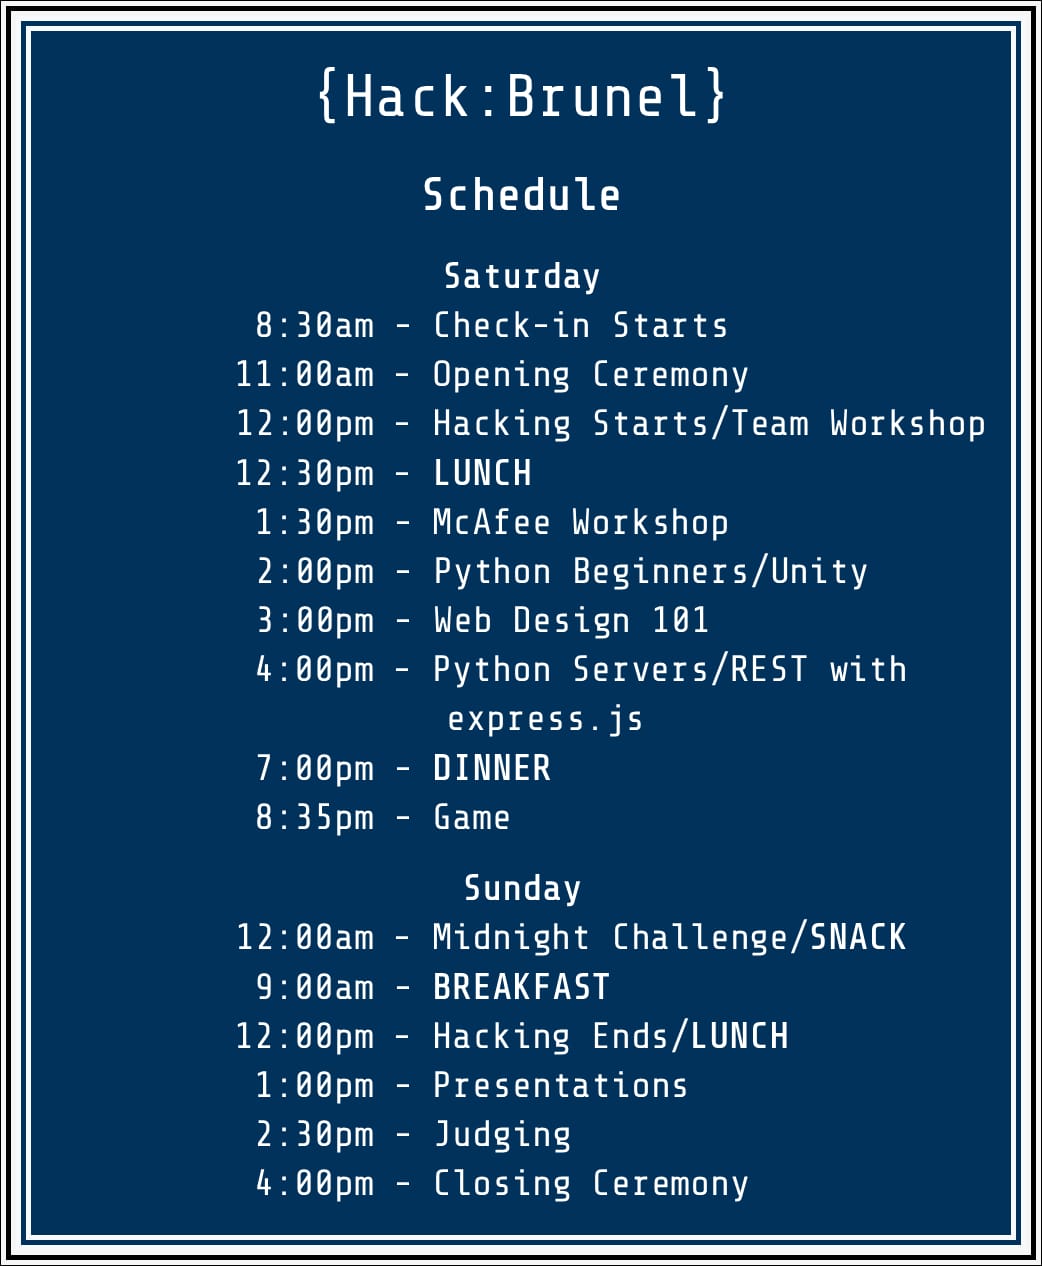 {Hack:Brunel}
Schedule
Saturday
8:30am - Check-in Starts
11:00am - Opening Ceremony
12:00pm - Hacking Starts/Team Workshop
12:30pm - LUNCH
1:30pm - McAfee Workshop
2:00pm - Python Beginners/Unity
3:00pm - Web Design 101
4:00pm - Python Servers/REST with
express.js
7:00pm - DINNER
8:35pm - Game
Sunday
12:00am - Midnight Challenge/SNACK
9:00am - BREAKFAST
12:00pm - Hacking Ends/LUNCH
1:00pm - Presentations
2:30pm - Judging
4:00pm - Closing Ceremony